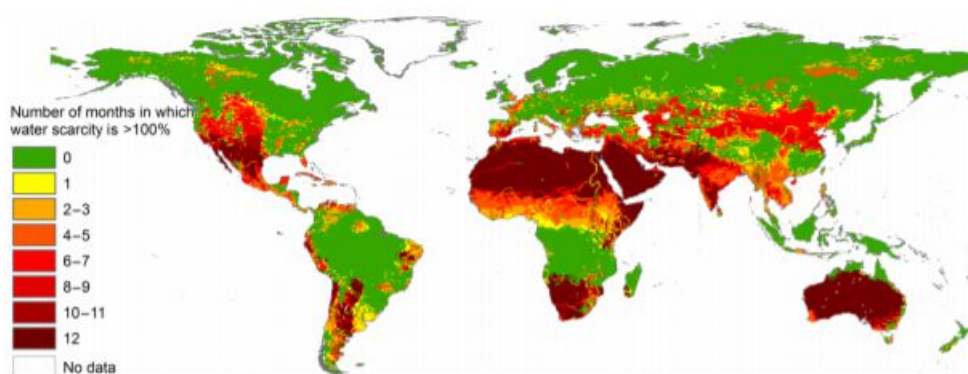 Number of months in which
water scarcity is >100%
0
1
2–3
4–5
6–7
8–9
10–11
12
No data